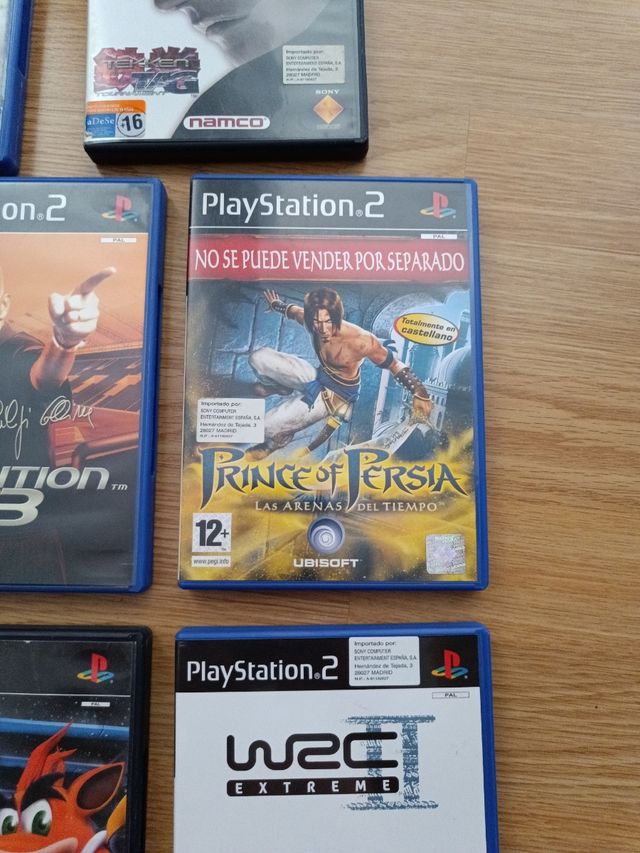 TEKKEN
TAG
TOURNAMENT
Importado por:
SONY COMPUTER
ENTERTAINMENT ESPAÑA, S.A.
Hernández de Tejada, 3
28027 MADRID
aDeSe
-16
namco
SONY
on®2
PAL
ITION
3
TM
PlayStation®2
PAL
NO SE PUEDE VENDER POR SEPARADO
Totalmente en
castellano
Importado por:
SONY COMPUTER
ENTERTAINMENT ESPAÑA, S.A.
Hernández de Tejada, 3
28027 MADRID
PRINCE OF PERSIA
LAS ARENAS DEL TIEMPO™
12+
www.pegi.info
UBISOFT
PAL
PlayStation®2
Importado por:
SONY COMPUTER
ENTERTAINMENT ESPAÑA, S.A.
Hernández de Tejada, 3
28027 MADRID
PAL
WRC II
EXTREME